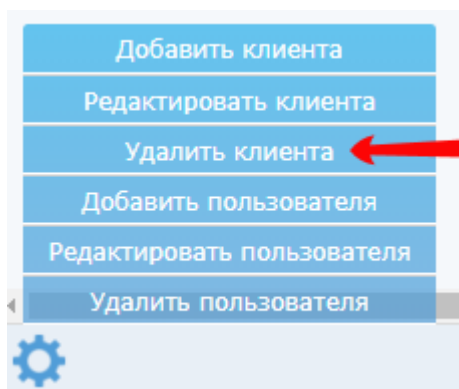 Добавить клиента
Редактировать клиента
Удалить клиента
Добавить пользователя
Редактировать пользователя
Удалить пользователя